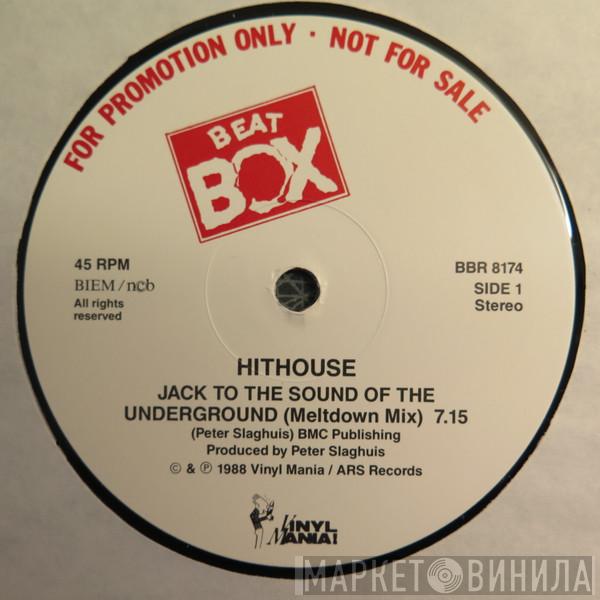 FOR PROMOTION ONLY · NOT FOR SALE
BEAT
BOX
45 RPM
BIEM/ncb
All rights
reserved
BBR 8174
SIDE 1
Stereo
HITHOUSE
JACK TO THE SOUND OF THE
UNDERGROUND (Meltdown Mix) 7.15
(Peter Slaghuis) BMC Publishing
Produced by Peter Slaghuis
© & ℗ 1988 Vinyl Mania / ARS Records
VINYL
MANIA!
МАРКЕТ ВИНИЛА